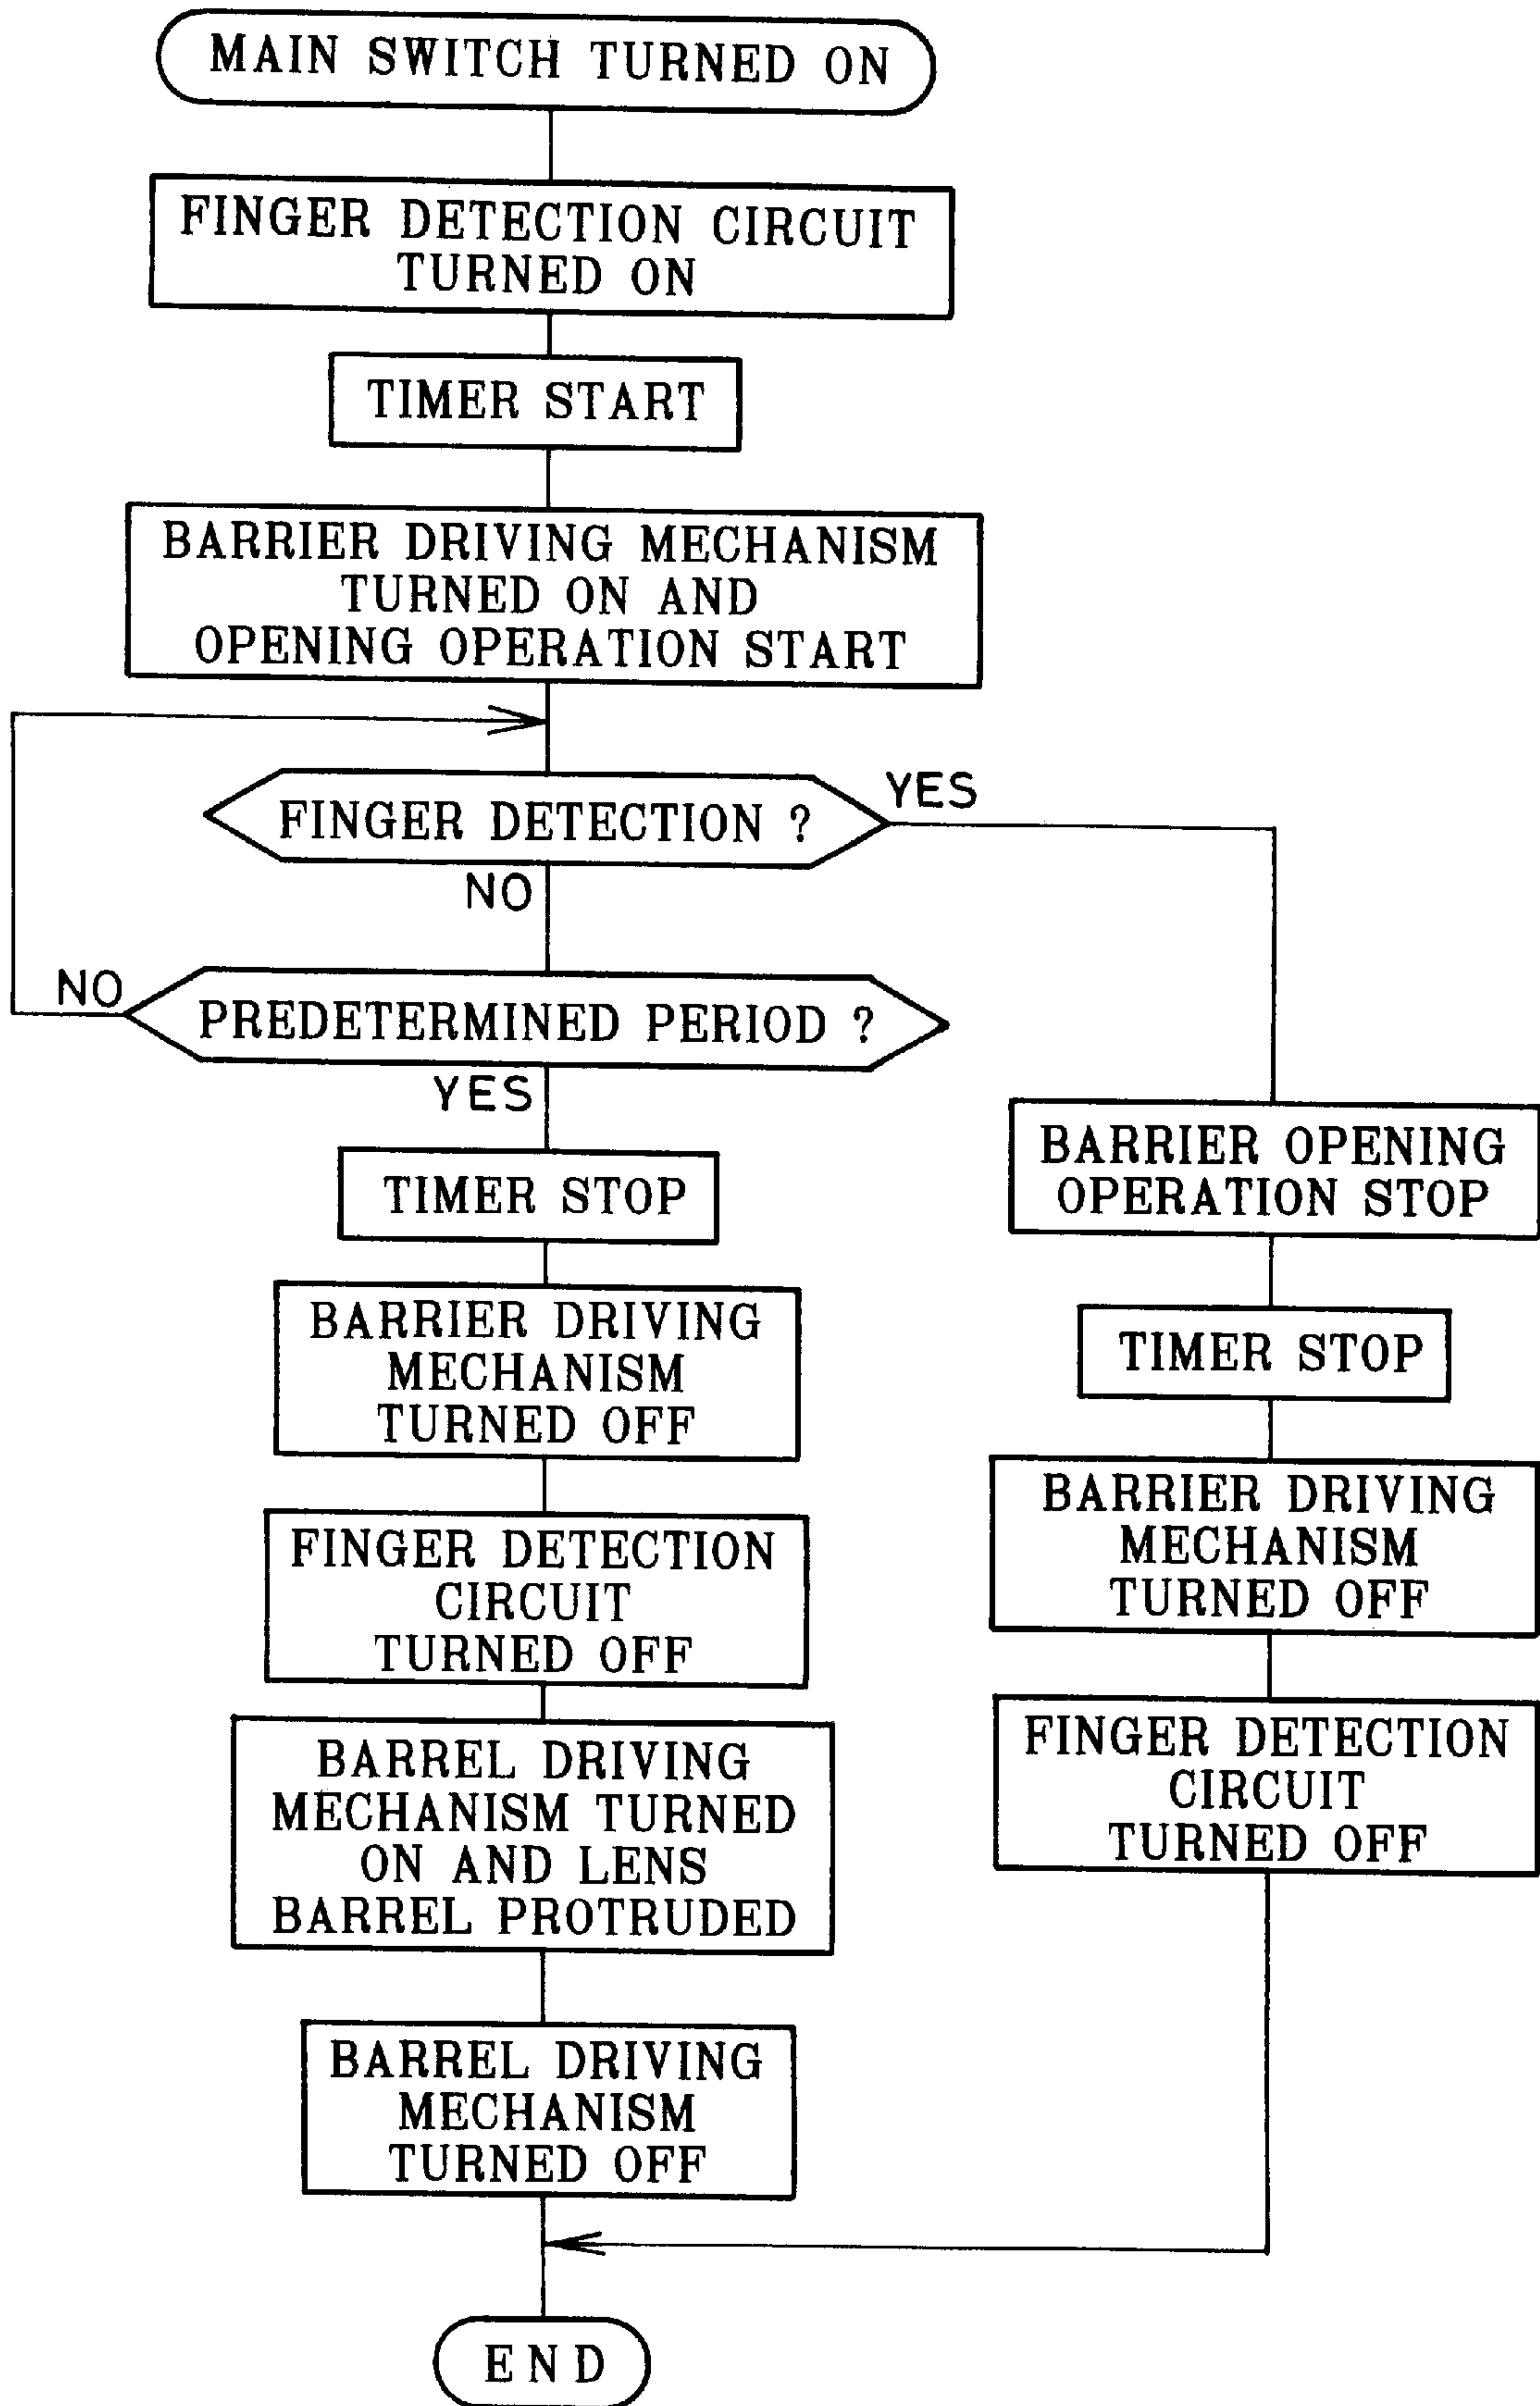 MAIN SWITCH TURNED ON
FINGER DETECTION CIRCUIT
TURNED ON
TIMER START
BARRIER DRIVING MECHANISM
TURNED ON AND
OPENING OPERATION START
FINGER DETECTION ?
YES
NO
NO
PREDETERMINED PERIOD ?
YES
TIMER STOP
BARRIER DRIVING
MECHANISM
TURNED OFF
FINGER DETECTION
CIRCUIT
TURNED OFF
BARREL DRIVING
MECHANISM TURNED
ON AND LENS
BARREL PROTRUDED
BARREL DRIVING
MECHANISM
TURNED OFF
BARRIER OPENING
OPERATION STOP
TIMER STOP
BARRIER DRIVING
MECHANISM
TURNED OFF
FINGER DETECTION
CIRCUIT
TURNED OFF
END